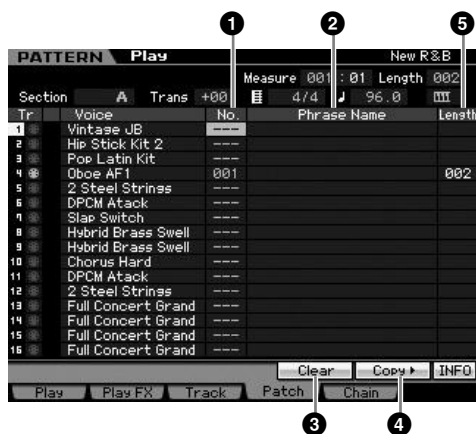 1 2 5
PATTERN Play New R&B
Measure 001 : 01 Length 002
Section A Trans +00 4/4 ♩ 96.0
Tr Voice No. Phrase Name Length
1 Vintage JB ---
2 Hip Stick Kit 2 ---
3 Pop Latin Kit ---
4 Oboe AF1 001 002
5 2 Steel Strings ---
6 DPCM Atack ---
7 Slap Switch ---
8 Hybrid Brass Swell ---
9 Hybrid Brass Swell ---
10 Chorus Hard ---
11 DPCM Atack ---
12 2 Steel Strings ---
13 Full Concert Grand ---
14 Full Concert Grand ---
15 Full Concert Grand ---
16 Full Concert Grand ---
Clear Copy INFO
Play Play FX Track Patch Chain
3 4